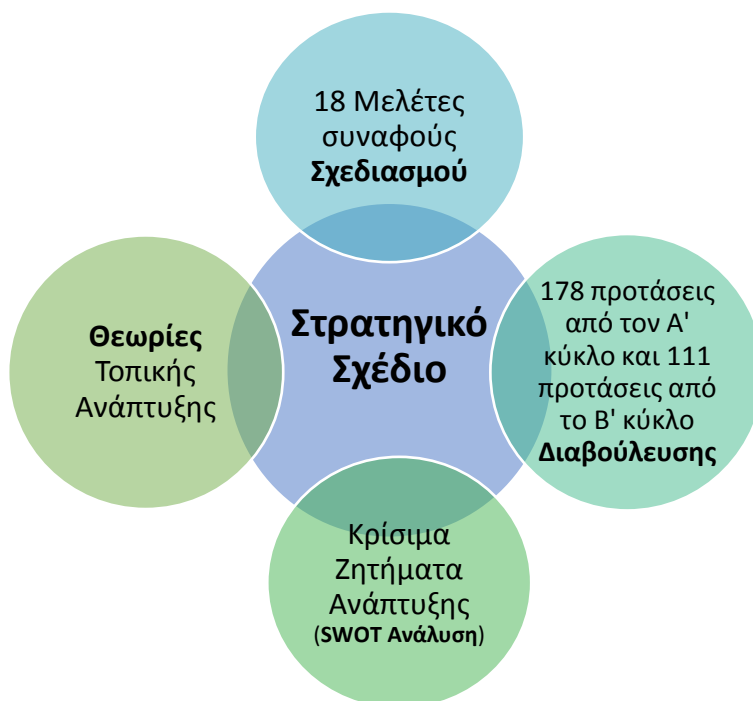 18 Μελέτες
συναφούς
Σχεδιασμού
Θεωρίες
Τοπικής
Ανάπτυξης
Στρατηγικό
Σχέδιο
178 προτάσεις
από τον Α'
κύκλο και 111
προτάσεις από
το Β' κύκλο
Διαβούλευσης
Κρίσιμα
Ζητήματα
Ανάπτυξης
(SWOT Ανάλυση)